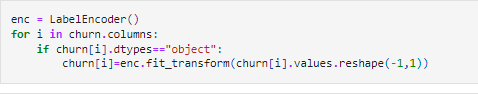 enc = LabelEncoder()
for i in churn.columns:
    if churn[i].dtypes=="object":
        churn[i]=enc.fit_transform(churn[i].values.reshape(-1,1))